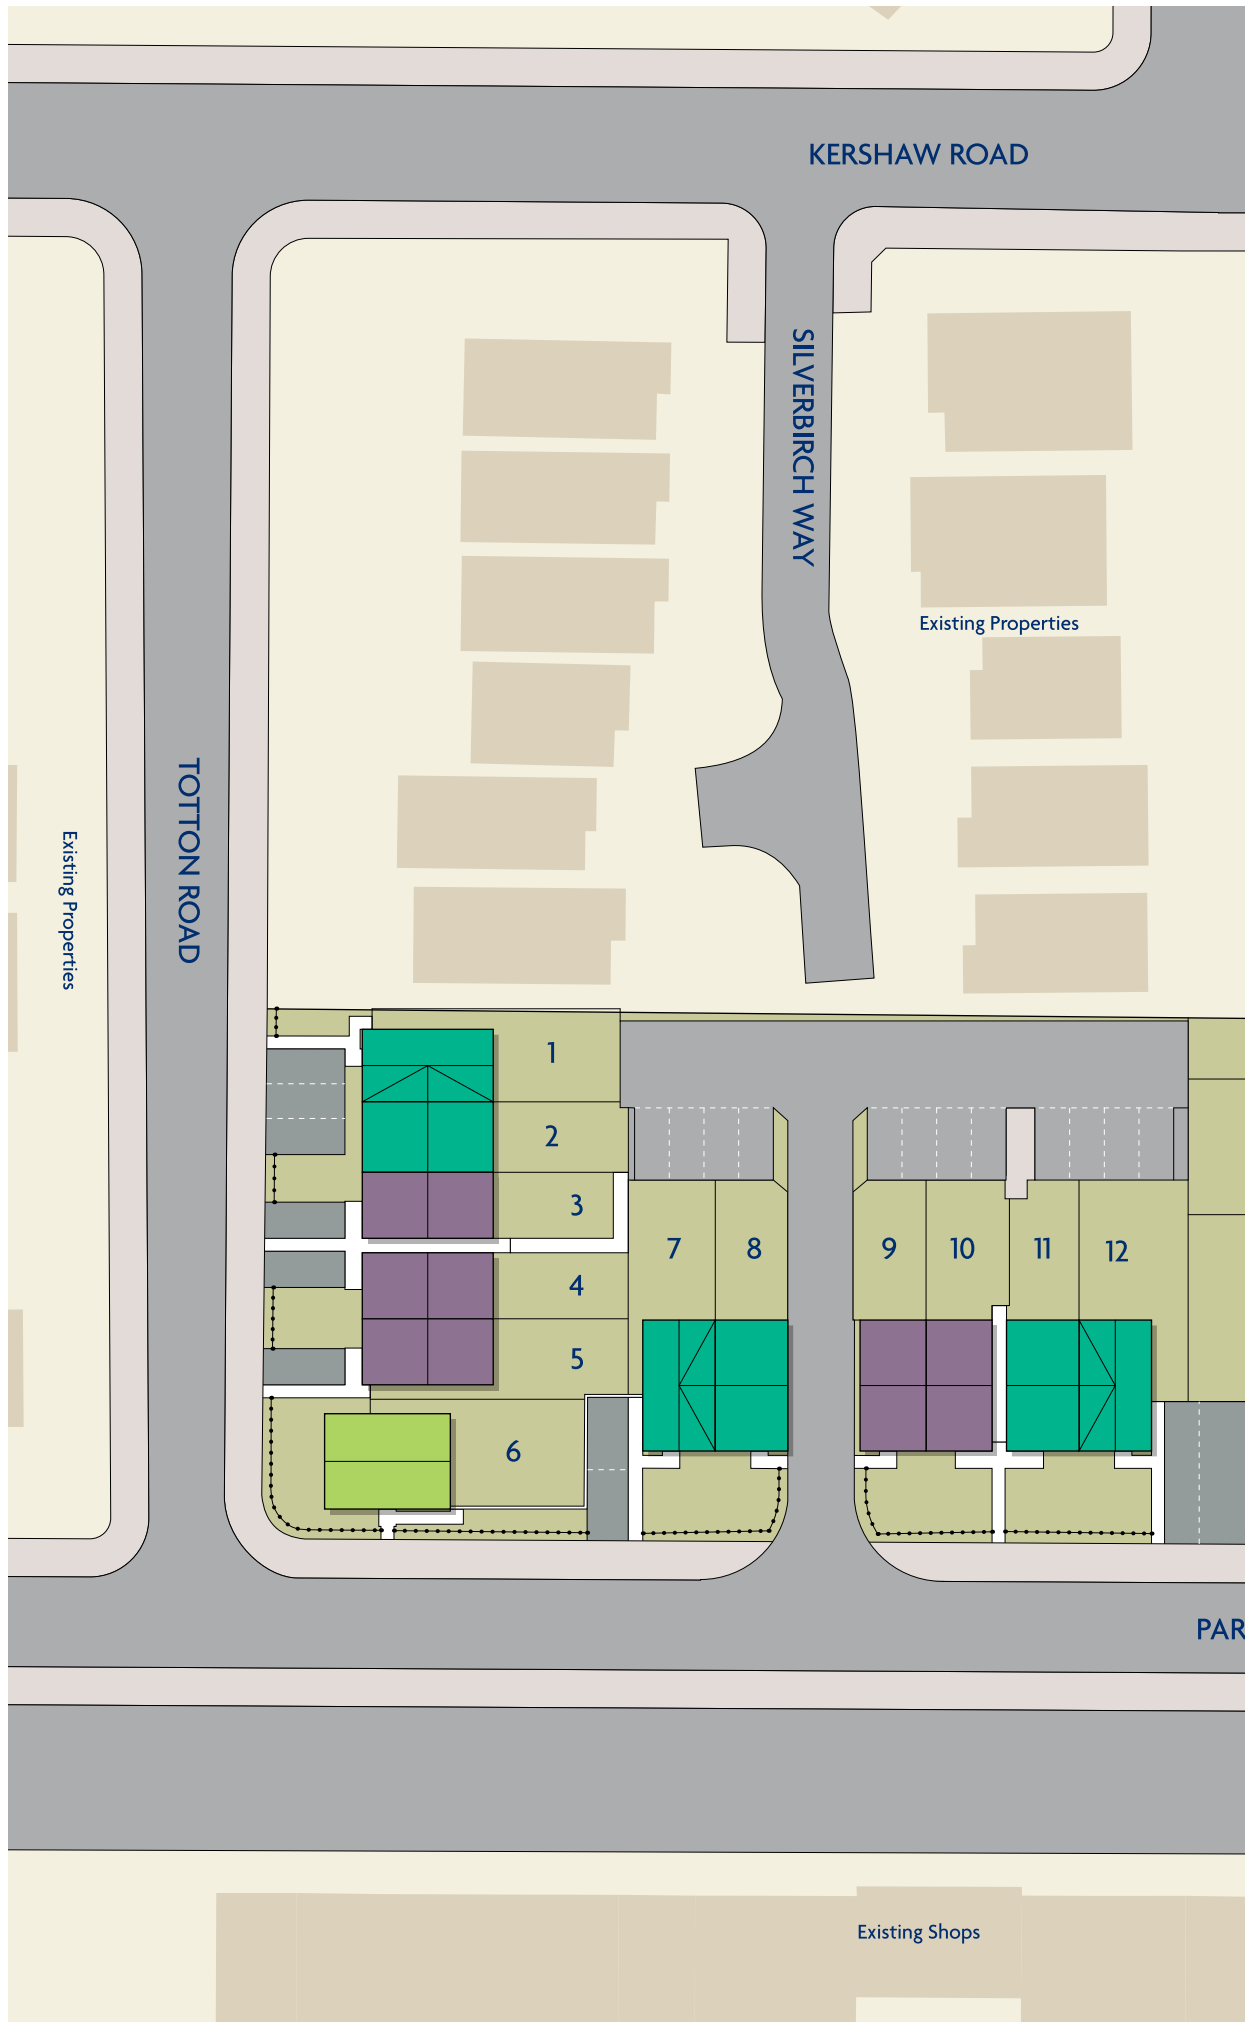 KERSHAW ROAD
SILVERBIRCH WAY
Existing Properties
TOTTON ROAD
Existing Properties
1
2
3
4
5
6
7
8
9
10
11
12
PAR
Existing Shops